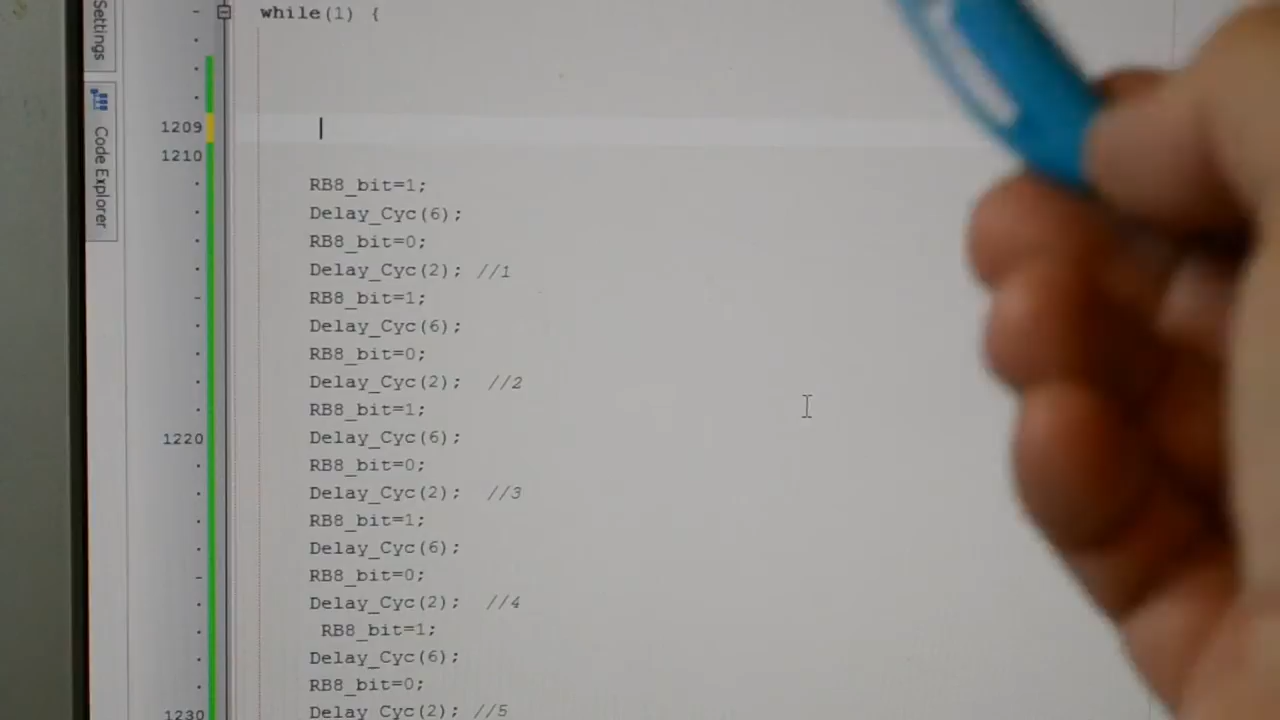 Settings
Code Explorer
while(1) {
1209
1210
RB8_bit=1;
Delay_Cyc(6);
RB8_bit=0;
Delay_Cyc(2); //1
RB8_bit=1;
Delay_Cyc(6);
RB8_bit=0;
Delay_Cyc(2); //2
RB8_bit=1;
1220 Delay_Cyc(6);
RB8_bit=0;
Delay_Cyc(2); //3
RB8_bit=1;
Delay_Cyc(6);
RB8_bit=0;
Delay_Cyc(2); //4
RB8_bit=1;
Delay_Cyc(6);
RB8_bit=0;
1230 Delay_Cyc(2); //5